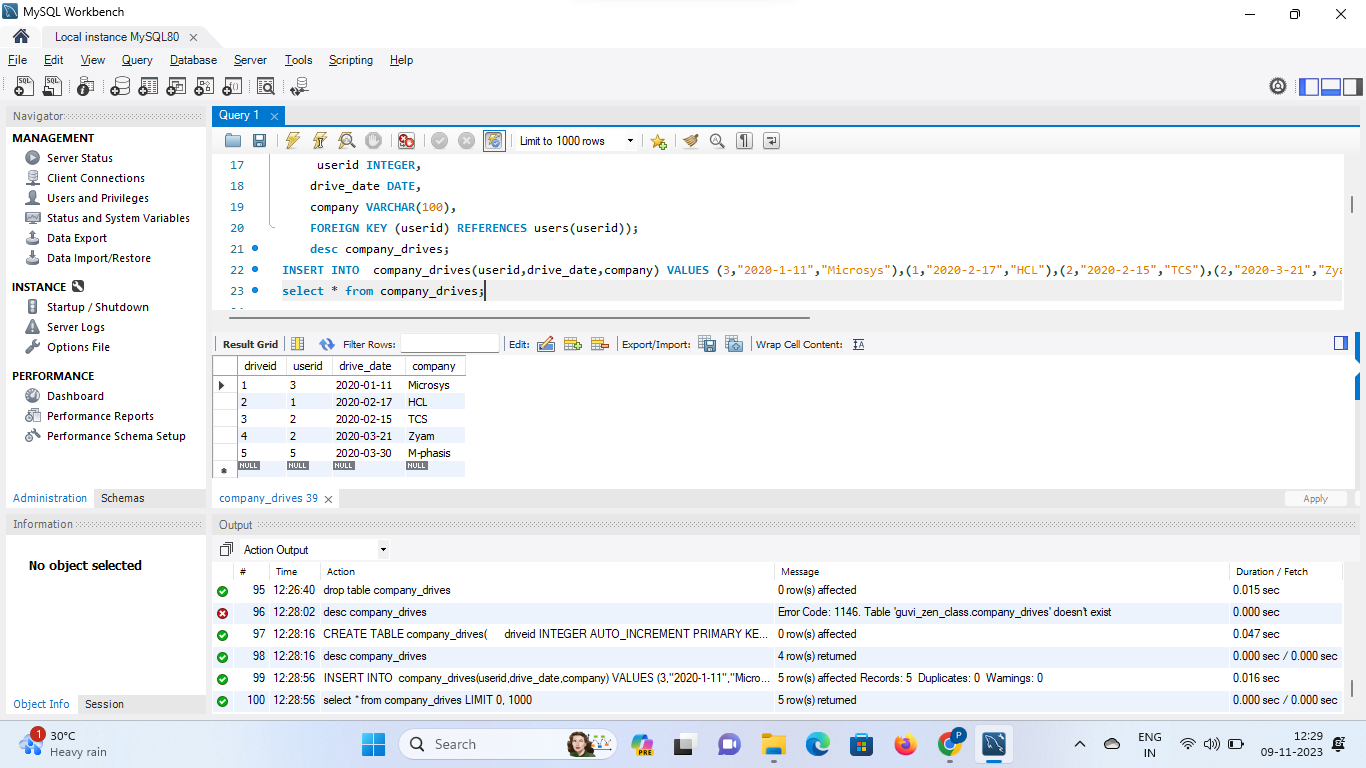 MySQL Workbench
Local instance MySQL80
File Edit View Query Database Server Tools Scripting Help
Navigator
MANAGEMENT
Server Status
Client Connections
Users and Privileges
Status and System Variables
Data Export
Data Import/Restore
INSTANCE
Startup / Shutdown
Server Logs
Options File
PERFORMANCE
Dashboard
Performance Reports
Performance Schema Setup
Administration Schemas
Information
No object selected
Object Info Session
Query 1
Limit to 1000 rows
17 userid INTEGER,
18 drive_date DATE,
19 company VARCHAR(100),
20 FOREIGN KEY (userid) REFERENCES users(userid));
21 desc company_drives;
22 INSERT INTO company_drives(userid,drive_date,company) VALUES (3,"2020-1-11","Microsys"),(1,"2020-2-17","HCL"),(2,"2020-2-15","TCS"),(2,"2020-3-21","Zya
23 select * from company_drives;
Result Grid Filter Rows: Edit: Export/Import: Wrap Cell Content:
driveid userid drive_date company
1 3 2020-01-11 Microsys
2 1 2020-02-17 HCL
3 2 2020-02-15 TCS
4 2 2020-03-21 Zyam
5 5 2020-03-30 M-phasis
NULL NULL NULL NULL
company_drives 39
Apply
Output
Action Output
# Time Action Message Duration / Fetch
95 12:26:40 drop table company_drives 0 row(s) affected 0.015 sec
96 12:28:02 desc company_drives Error Code: 1146. Table 'guvi_zen_class.company_drives' doesn't exist 0.000 sec
97 12:28:16 CREATE TABLE company_drives( driveid INTEGER AUTO_INCREMENT PRIMARY KE... 0 row(s) affected 0.047 sec
98 12:28:16 desc company_drives 4 row(s) returned 0.000 sec / 0.000 sec
99 12:28:56 INSERT INTO company_drives(userid,drive_date,company) VALUES (3,"2020-1-11","Micro... 5 row(s) affected Records: 5 Duplicates: 0 Warnings: 0 0.016 sec
100 12:28:56 select * from company_drives LIMIT 0, 1000 5 row(s) returned 0.000 sec / 0.000 sec
1
30°C
Heavy rain
Search
PRE
P
ENG
IN
12:29
09-11-2023